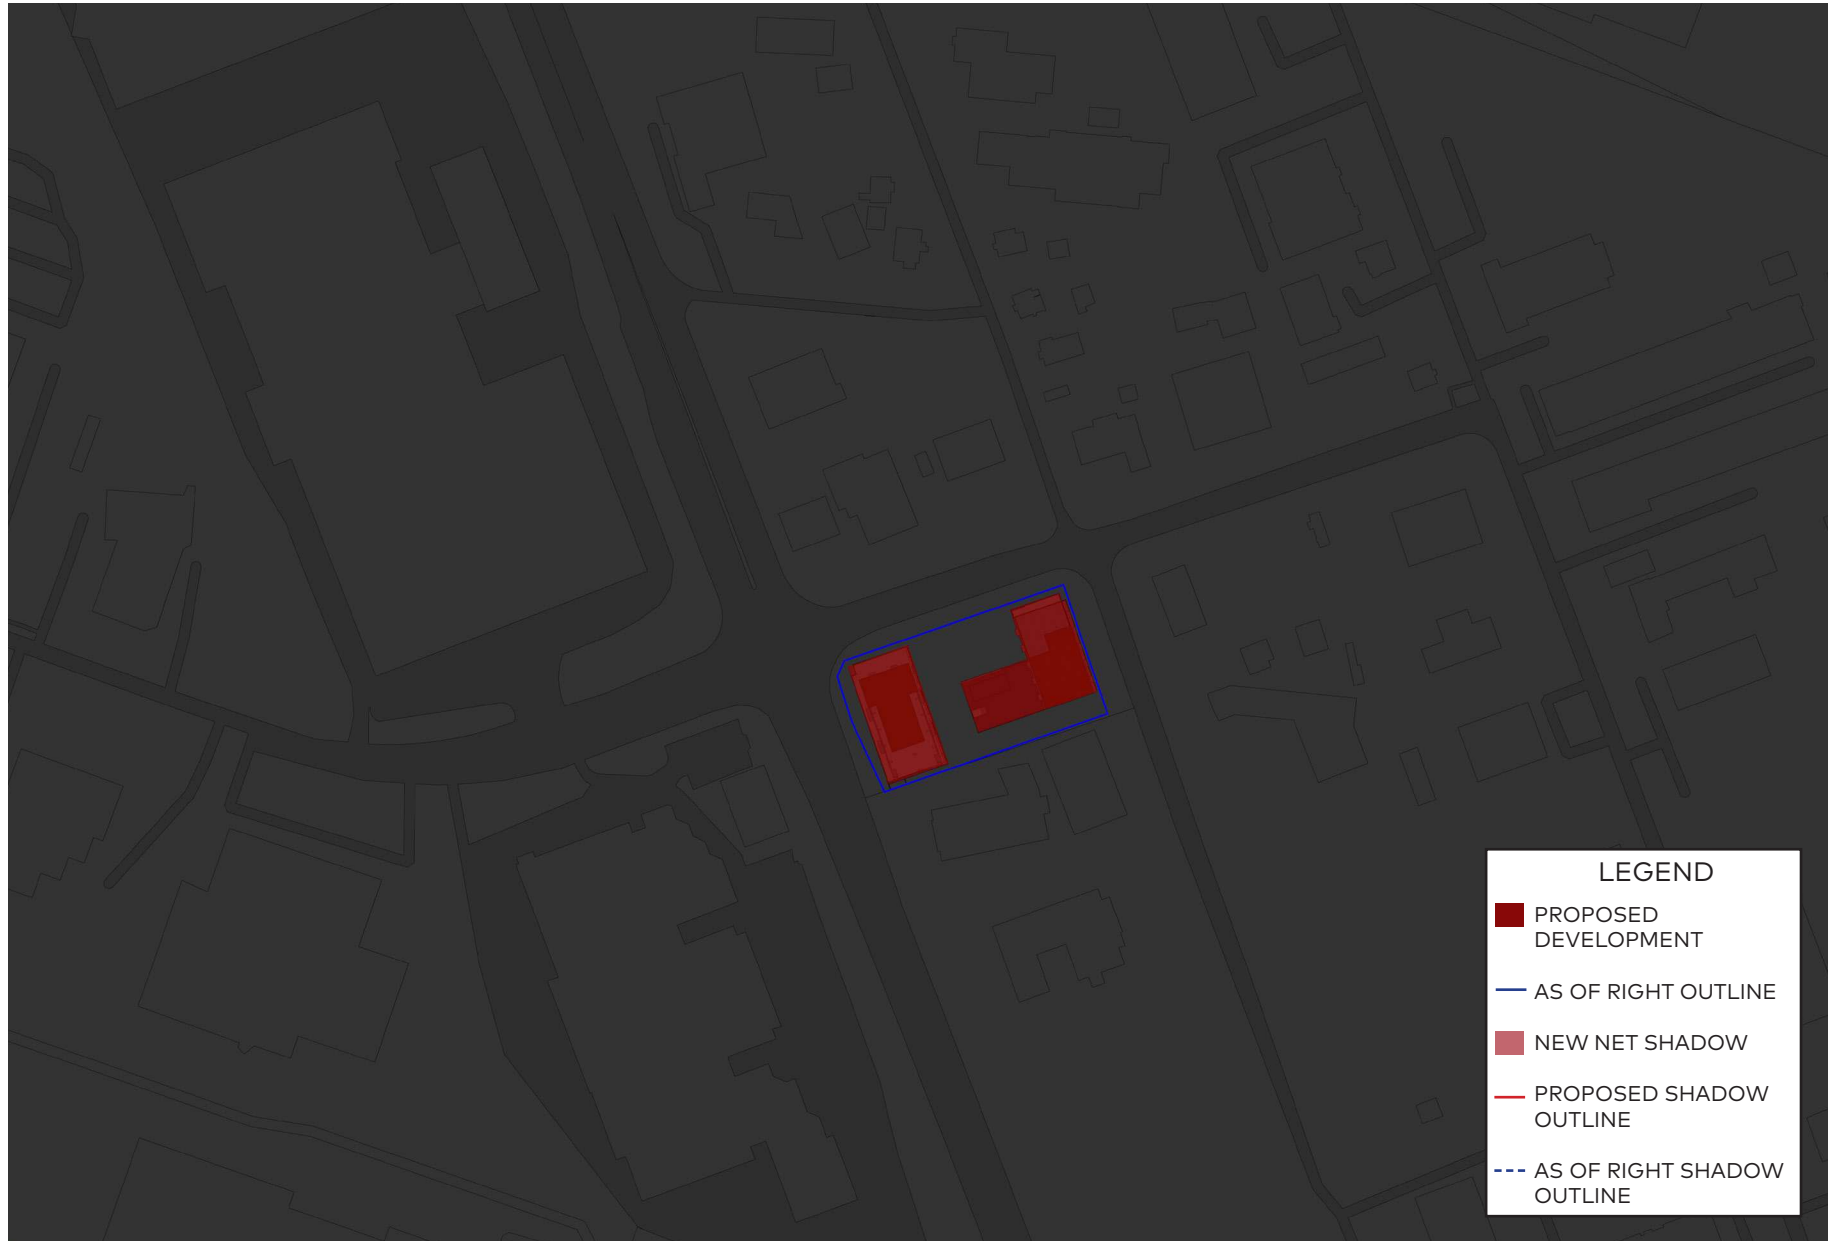 LEGEND
PROPOSED
DEVELOPMENT
AS OF RIGHT OUTLINE
NEW NET SHADOW
PROPOSED SHADOW
OUTLINE
AS OF RIGHT SHADOW
OUTLINE